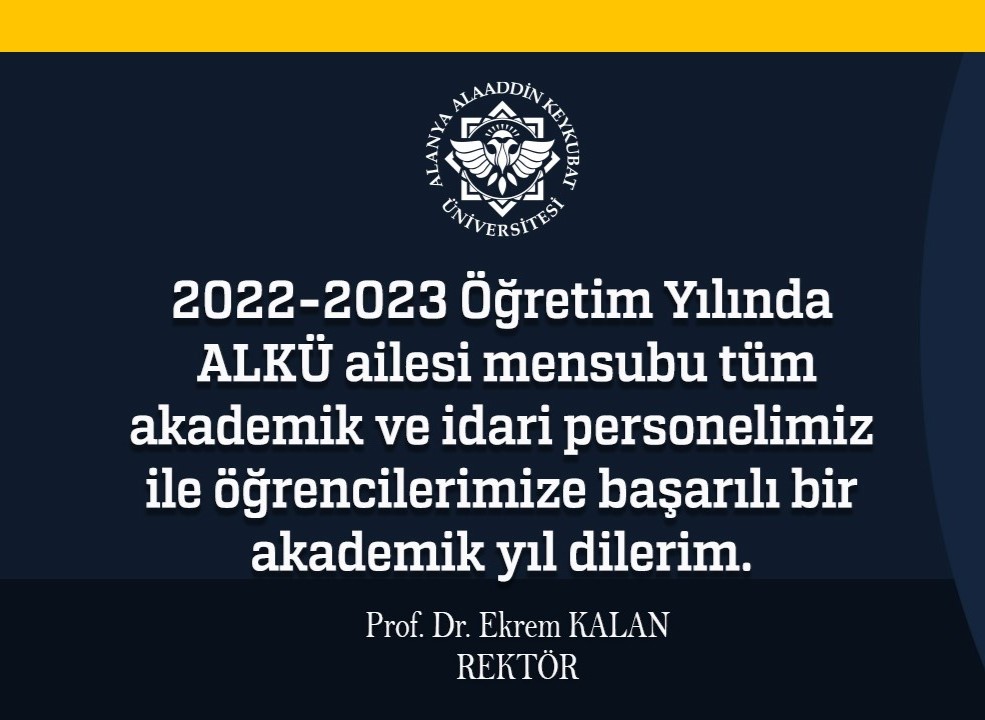 ALANYA ALAADDİN KEYKUBAT
ÜNİVERSİTESİ
2022-2023 Öğretim Yılında
ALKÜ ailesi mensubu tüm
akademik ve idari personelimiz
ile öğrencilerimize başarılı bir
akademik yıl dilerim.
Prof. Dr. Ekrem KALAN
REKTÖR